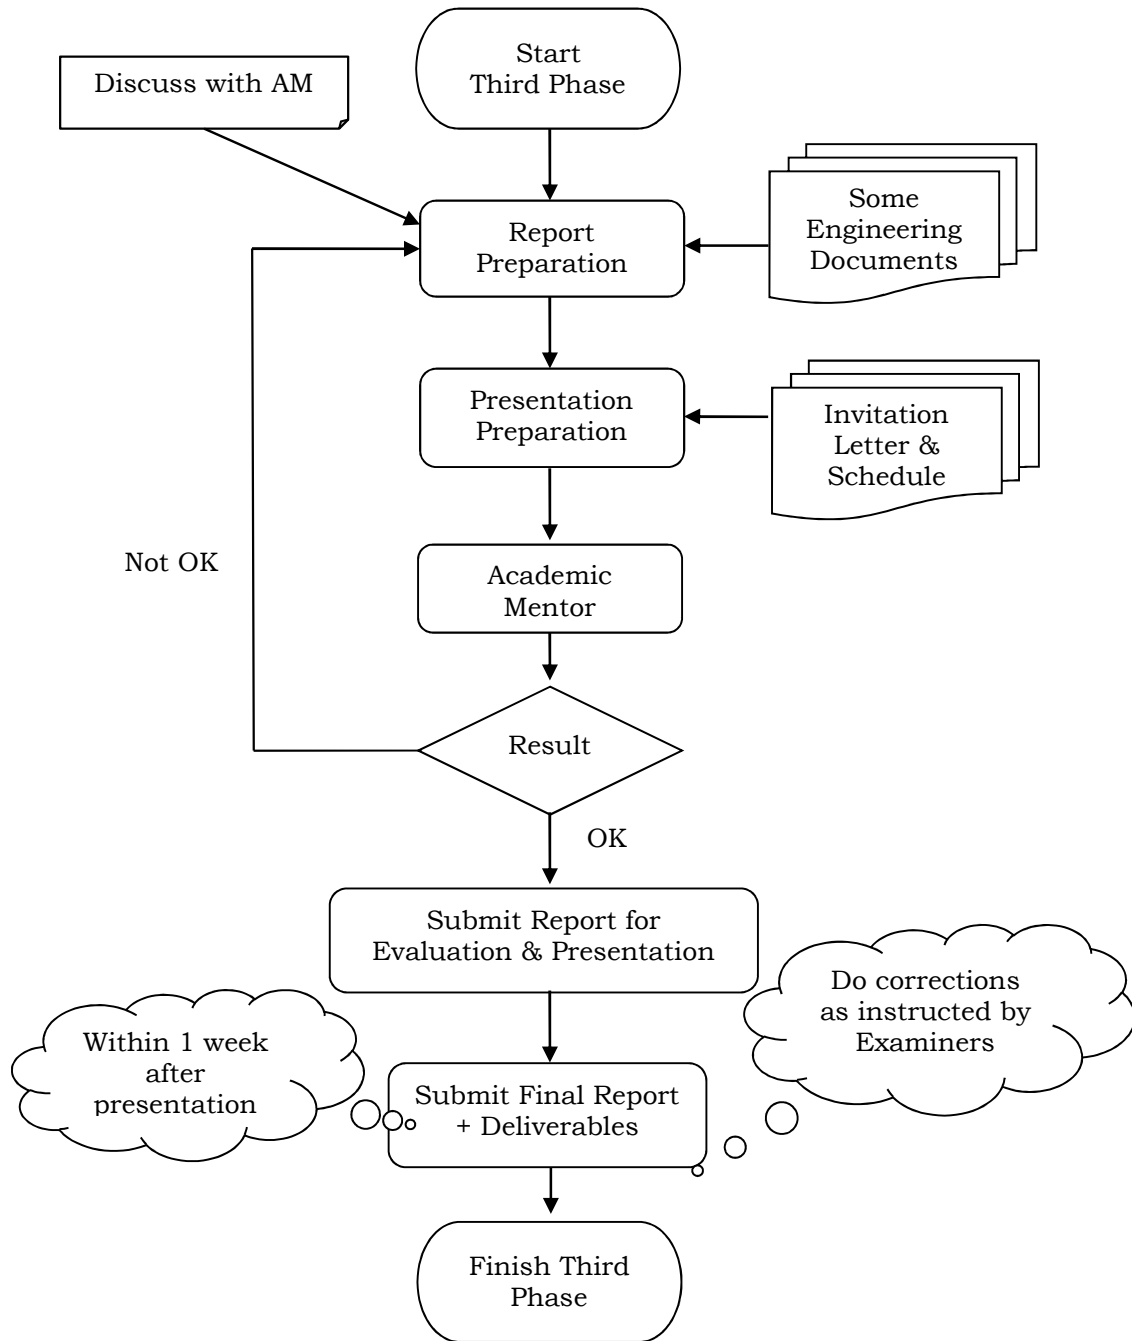 Start
Third Phase
Discuss with AM
Report
Preparation
Some
Engineering
Documents
Presentation
Preparation
Invitation
Letter &
Schedule
Not OK
Academic
Mentor
Result
OK
Submit Report for
Evaluation & Presentation
Do corrections
as instructed by
Examiners
Within 1 week
after
presentation
Submit Final Report
+ Deliverables
Finish Third
Phase